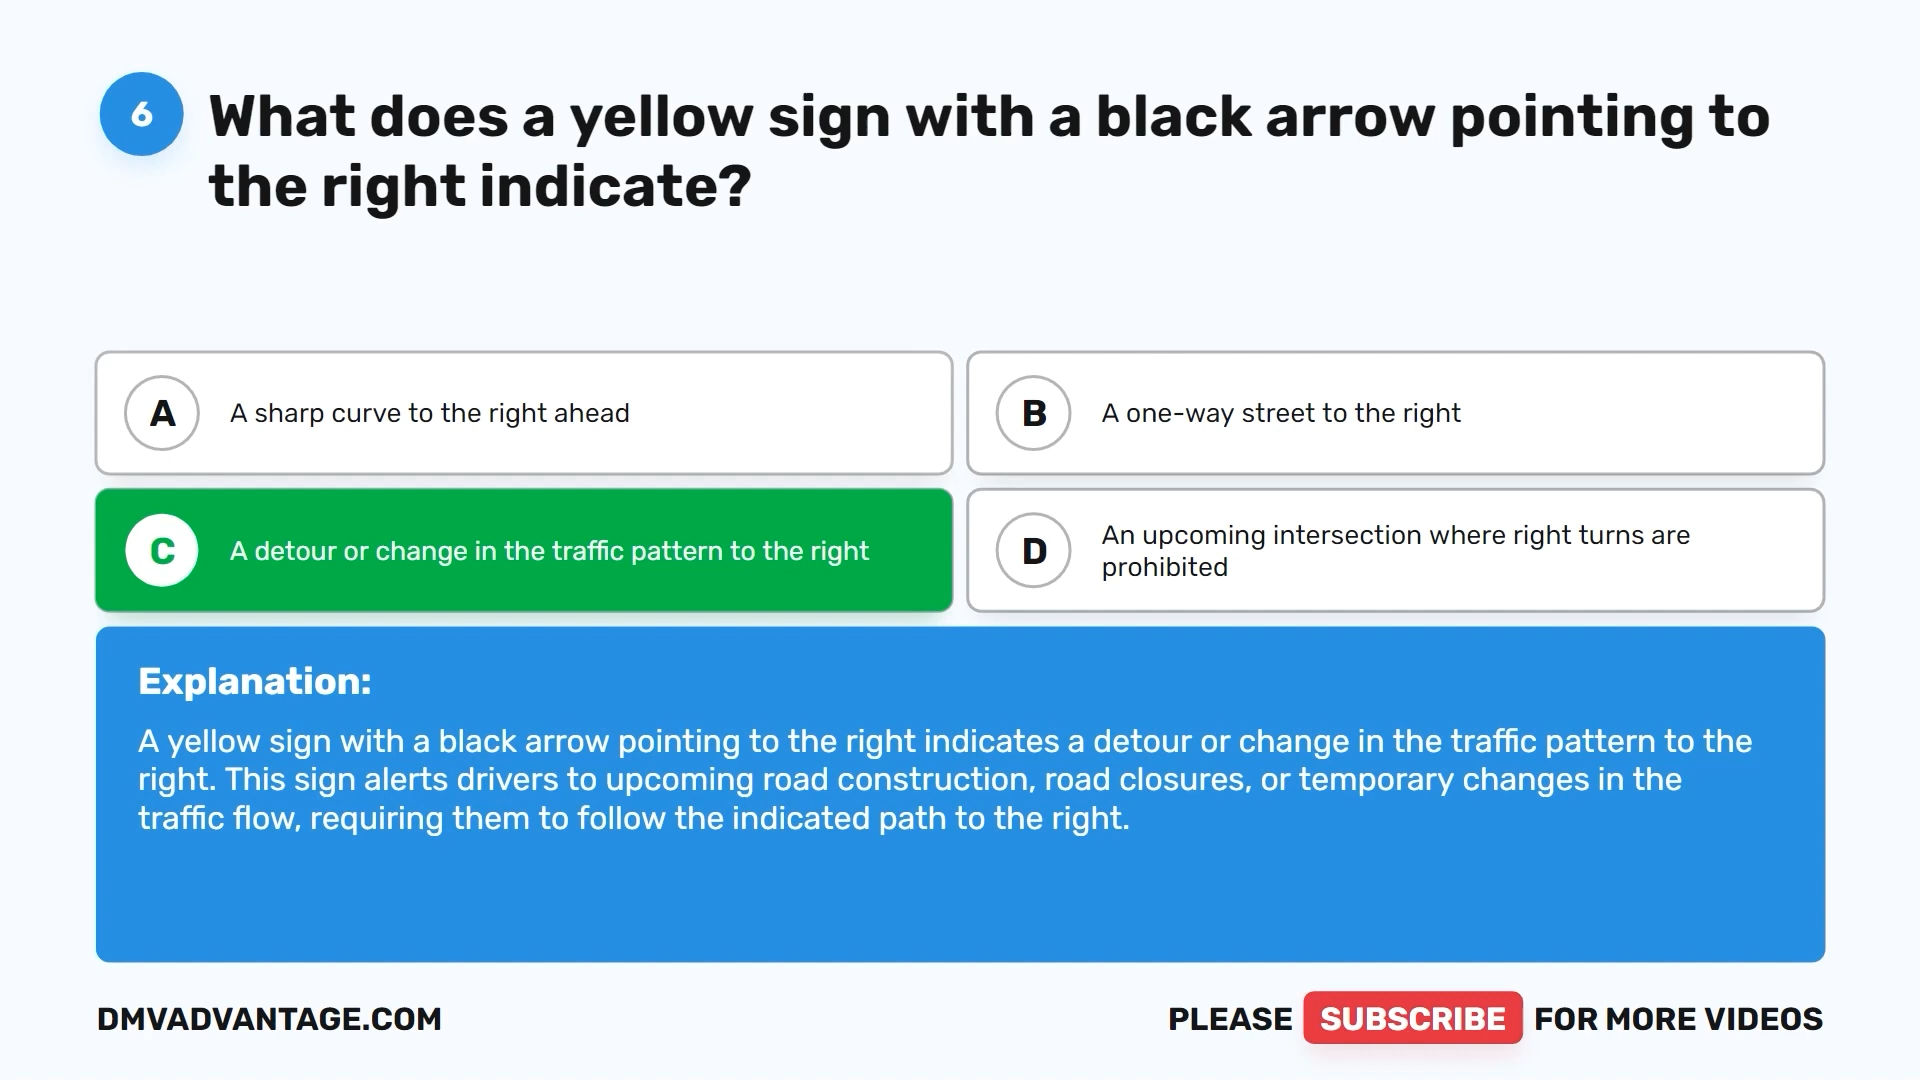 6
What does a yellow sign with a black arrow pointing to
the right indicate?
A
A sharp curve to the right ahead
B
A one-way street to the right
C
A detour or change in the traffic pattern to the right
D
An upcoming intersection where right turns are
prohibited
Explanation:
A yellow sign with a black arrow pointing to the right indicates a detour or change in the traffic pattern to the
right. This sign alerts drivers to upcoming road construction, road closures, or temporary changes in the
traffic flow, requiring them to follow the indicated path to the right.
DMVADVANTAGE.COM
PLEASE SUBSCRIBE FOR MORE VIDEOS